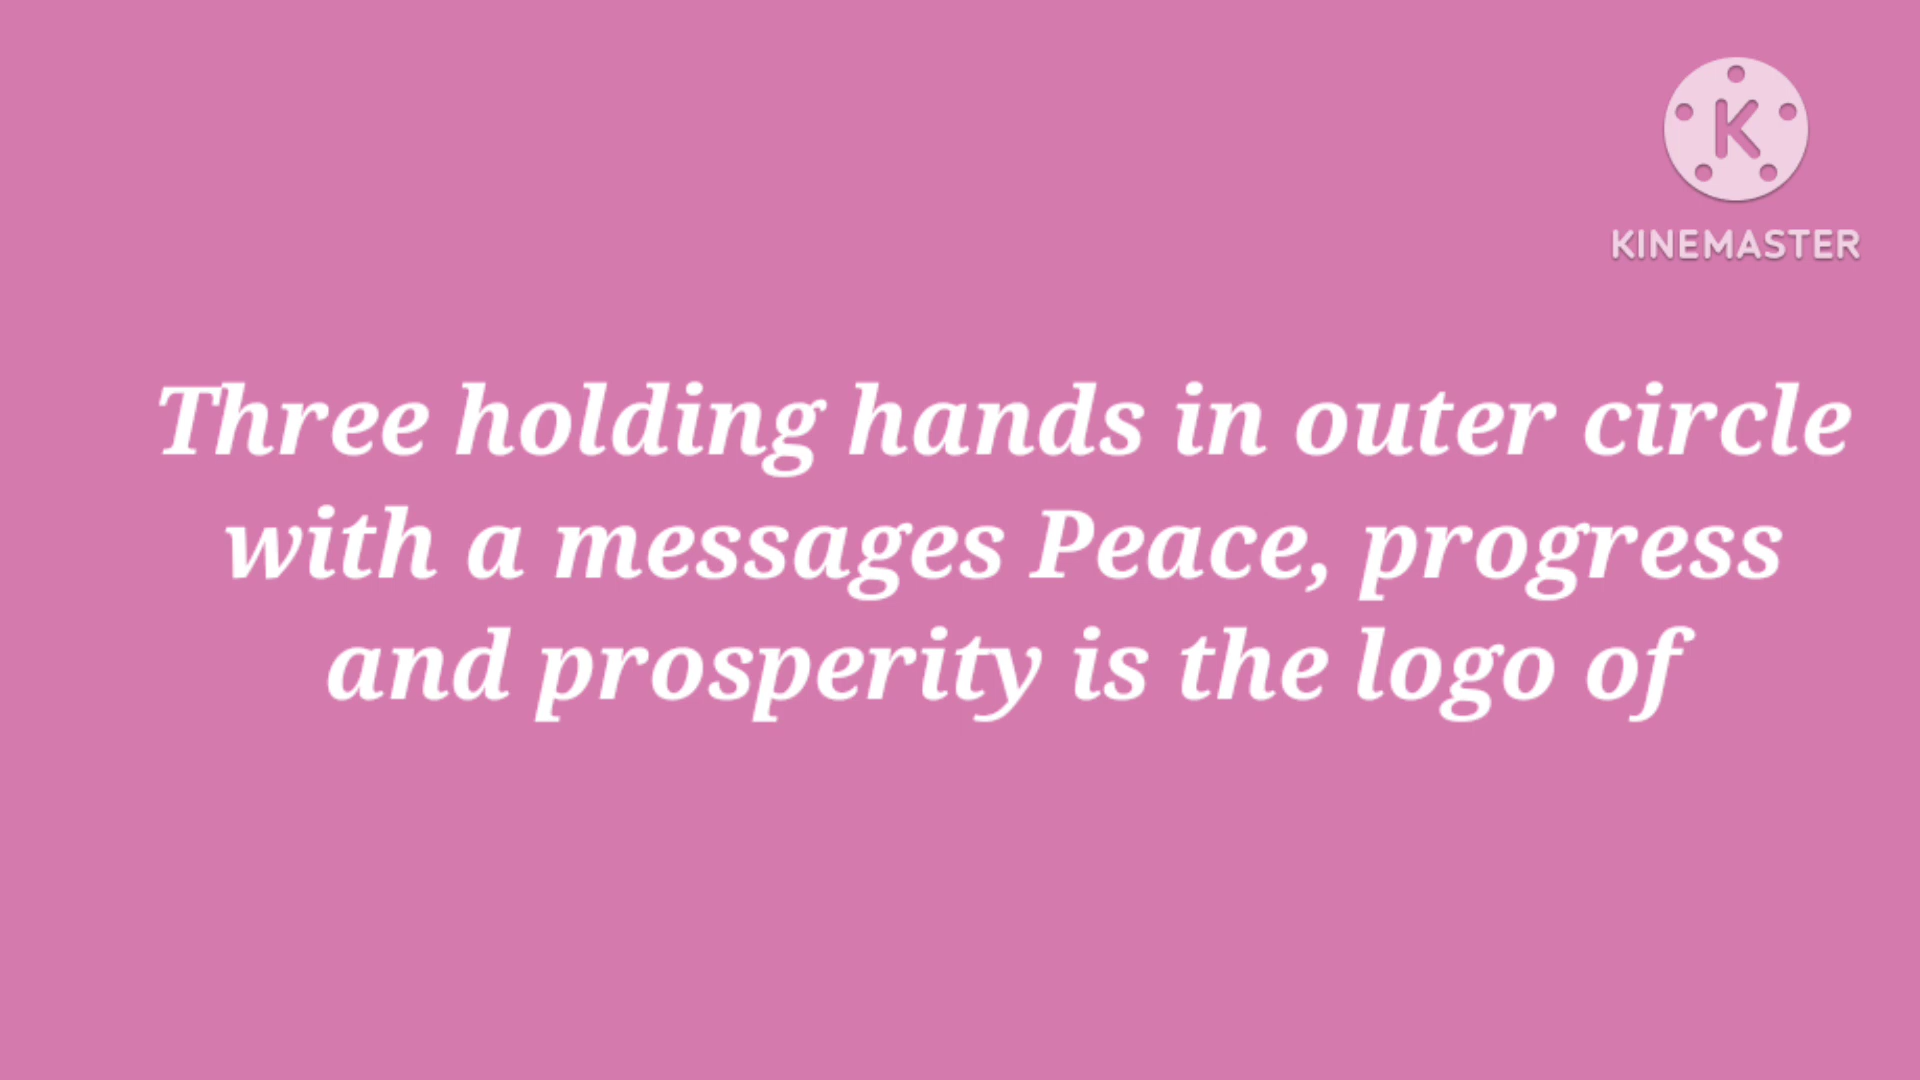 K
KINEMASTER
Three holding hands in outer circle
with a messages Peace, progress
and prosperity is the logo of